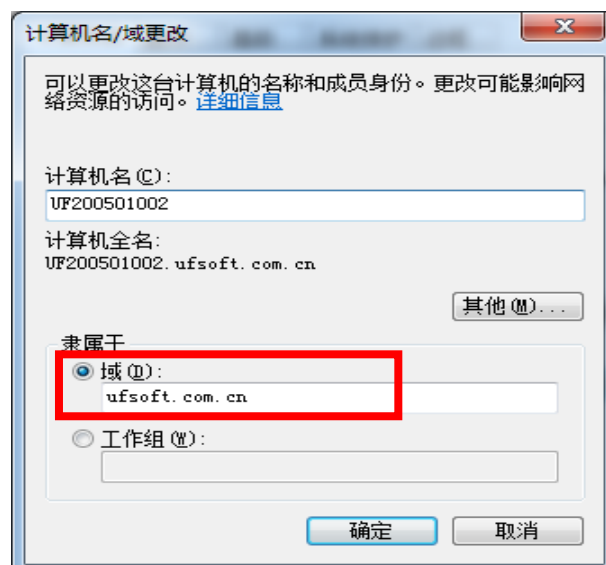 计算机名/域更改
可以更改这台计算机的名称和成员身份。更改可能影响网
络资源的访问。详细信息
计算机名(C):
UF200501002
计算机全名:
UF200501002.ufsoft.com.cn
其他(M)...
隶属于
域(D):
ufsoft.com.cn
工作组(W):
确定 取消